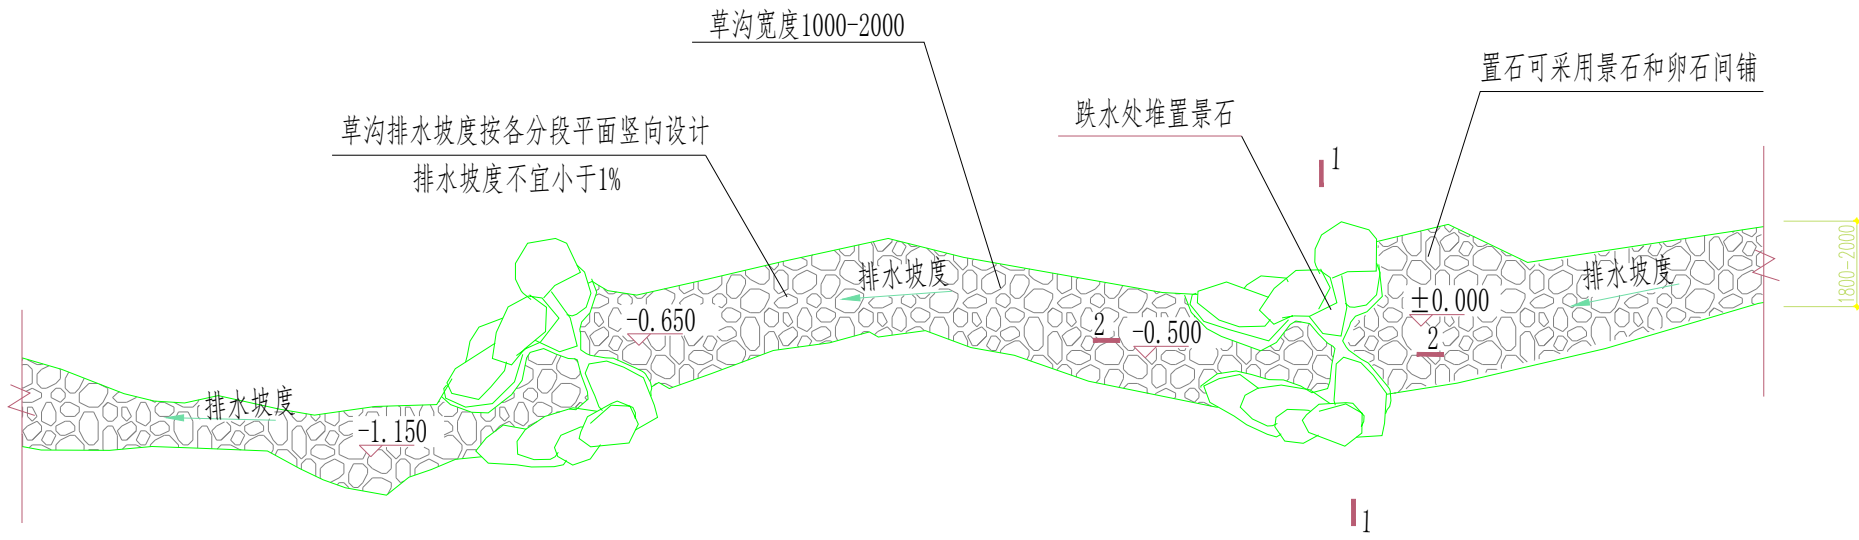 草沟宽度1000-2000
置石可采用景石和卵石间铺
跌水处堆置景石
草沟排水坡度按各分段平面竖向设计
排水坡度不宜小于1%
1
排水坡度
排水坡度
1800-2000
±0.000
-0.650
2
-0.500
2
排水坡度
-1.150
1